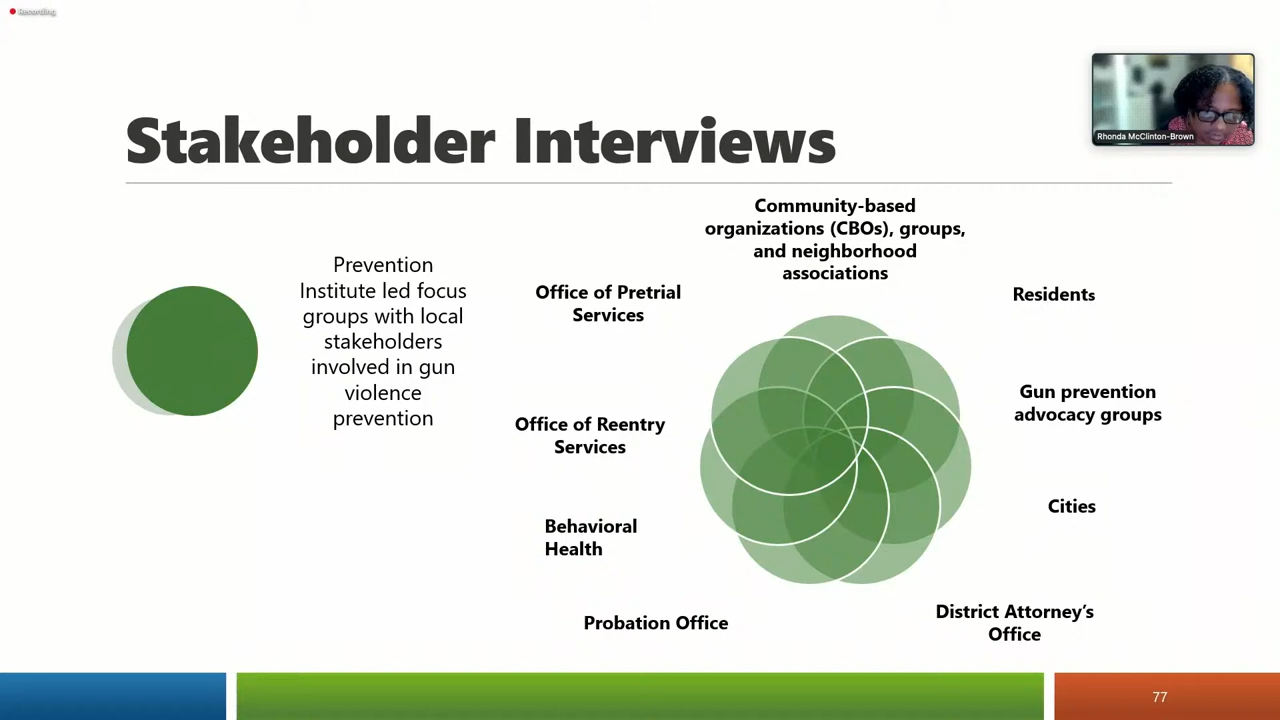 Recording
Rhonda McClinton-Brown
Stakeholder Interviews
Prevention
Institute led focus
groups with local
stakeholders
involved in gun
violence
prevention
Community-based
organizations (CBOs), groups,
and neighborhood
associations
Residents
Gun prevention
advocacy groups
Cities
District Attorney’s
Office
Probation Office
Behavioral
Health
Office of Reentry
Services
Office of Pretrial
Services
77